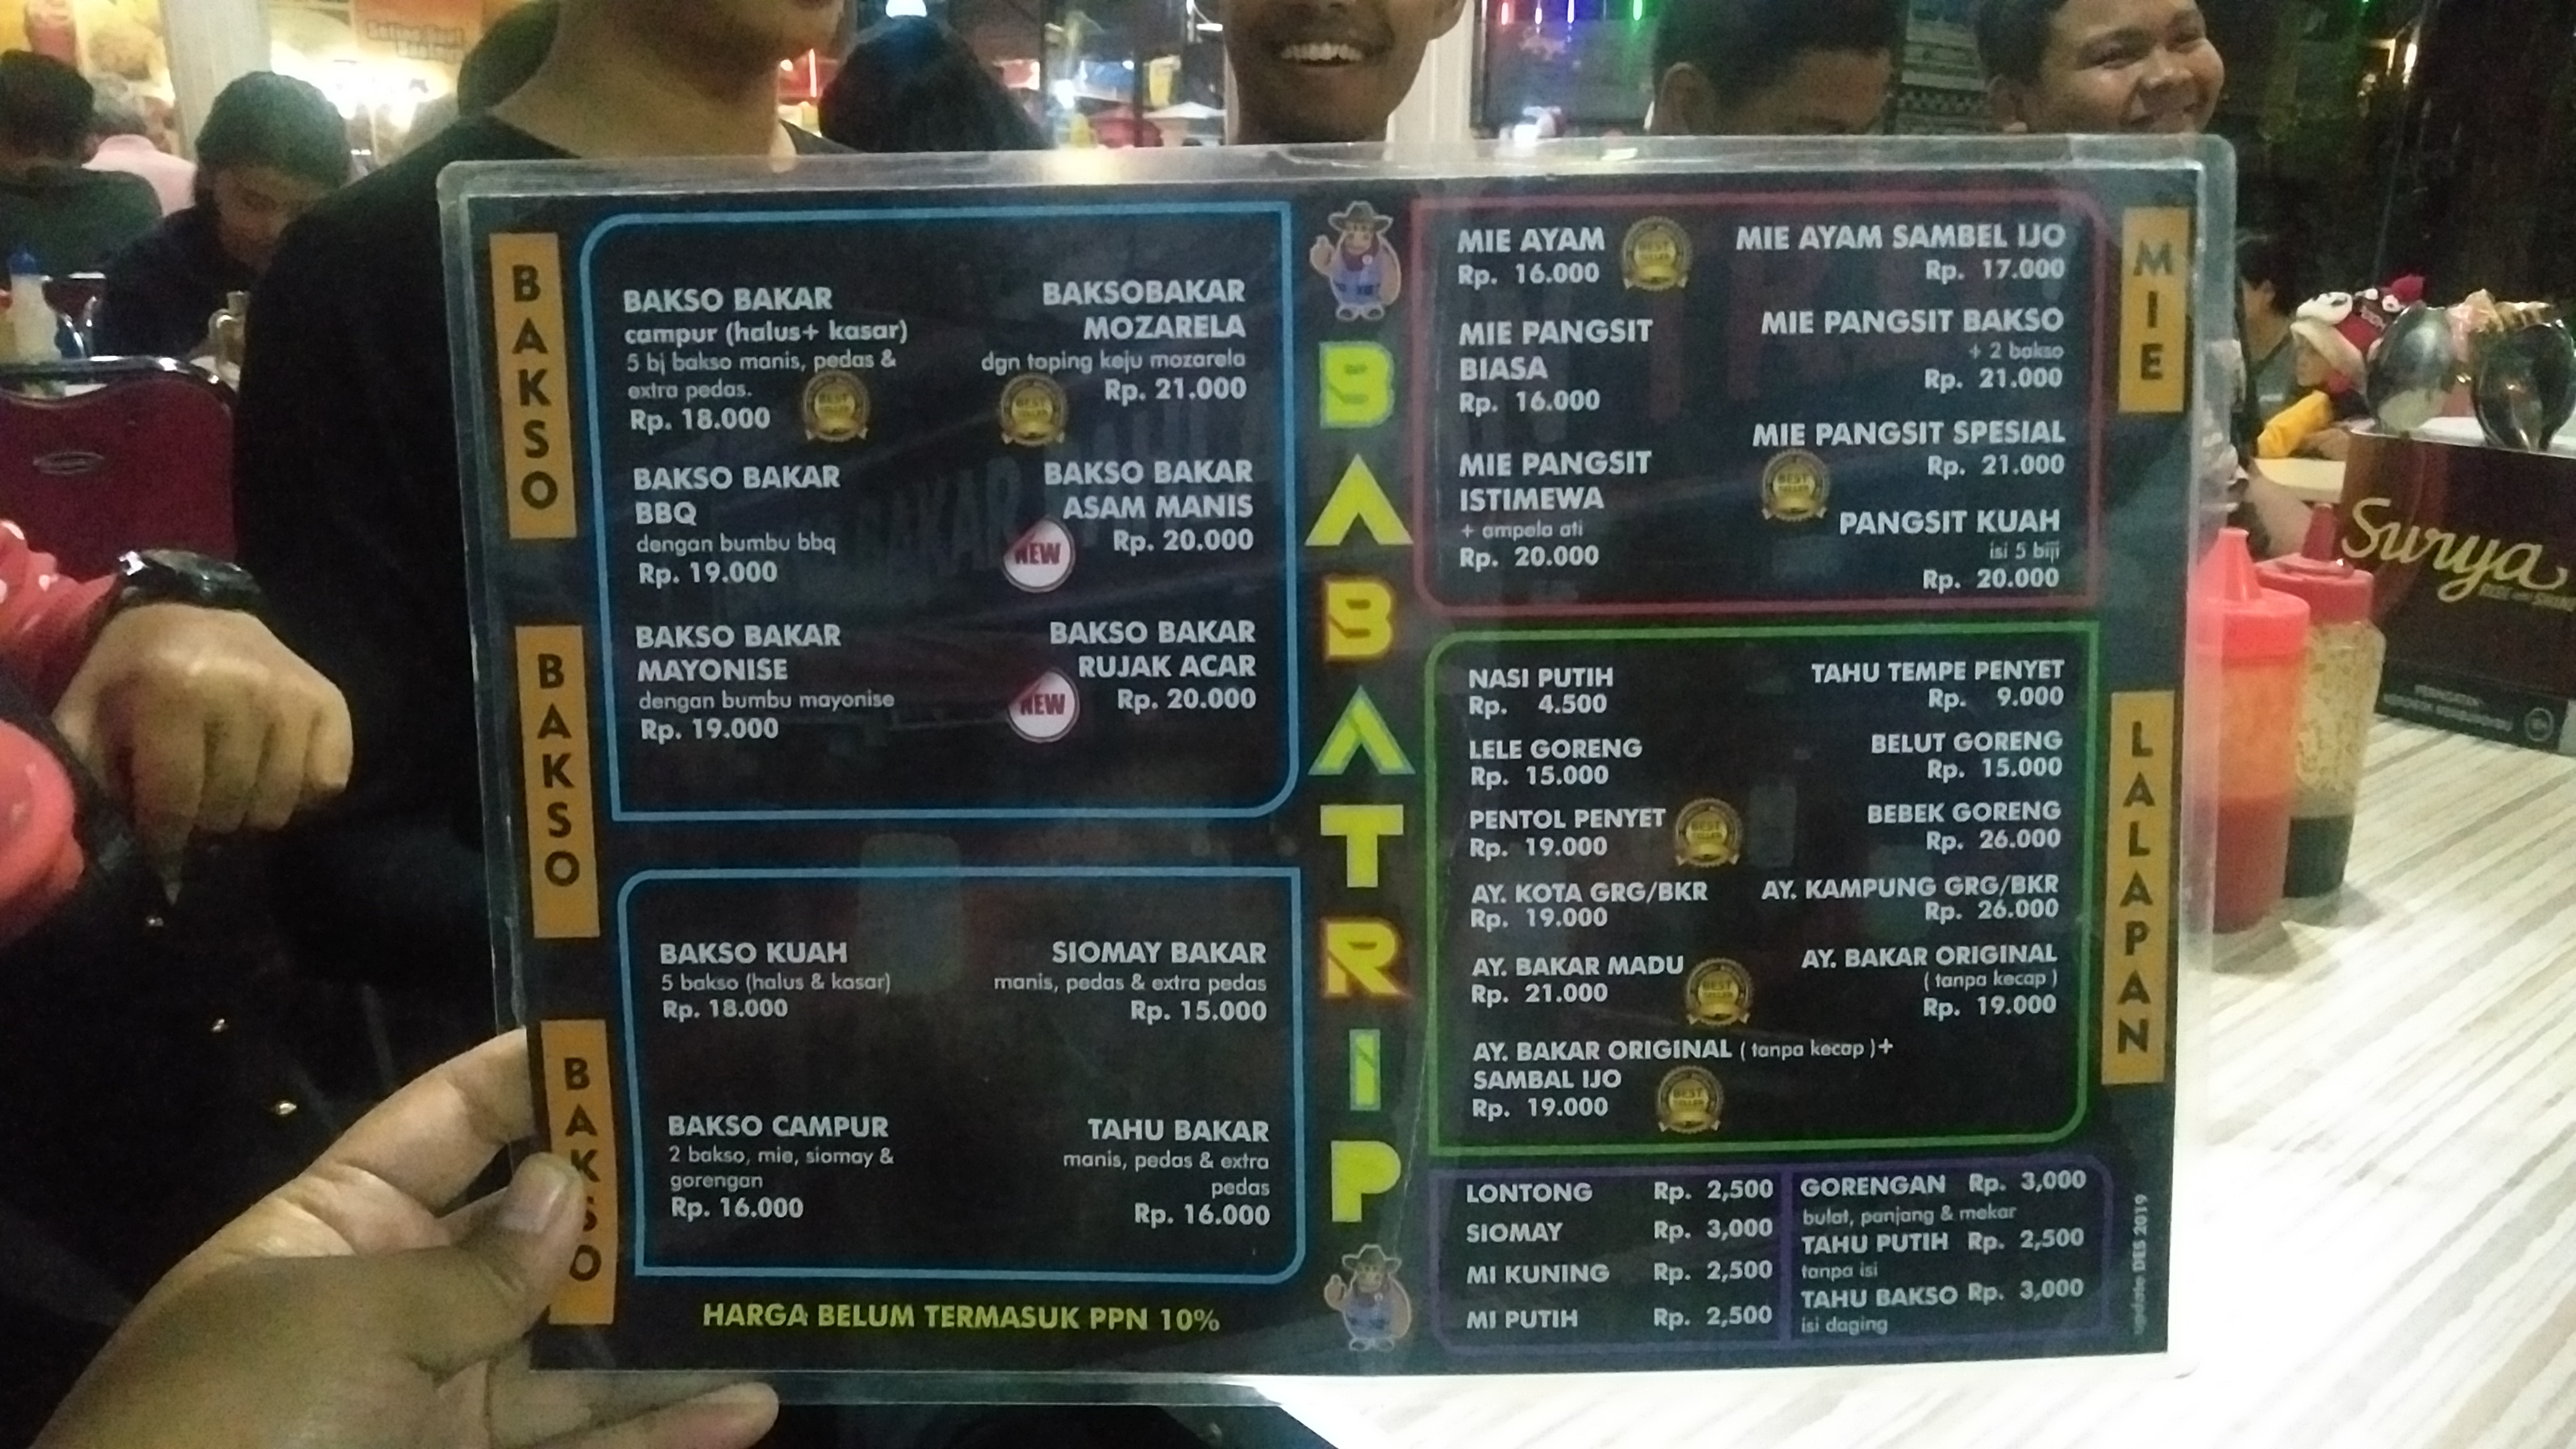 BAKSO
BAKSO
BAKSO
BAKSO BAKAR
campur (halus+ kasar)
5 bj bakso manis, pedas &
extra pedas.
Rp. 18.000
BEST
SELLER
BAKSOBAKAR
MOZARELA
dgn toping keju mozarela
Rp. 21.000
BEST
SELLER
BAKSO BAKAR
BBQ
dengan bumbu bbq
Rp. 19.000
BAKSO BAKAR
ASAM MANIS
Rp. 20.000
NEW
BAKSO BAKAR
MAYONISE
dengan bumbu mayonise
Rp. 19.000
BAKSO BAKAR
RUJAK ACAR
Rp. 20.000
NEW
BAKSO KUAH
5 bakso (halus & kasar)
Rp. 18.000
SIOMAY BAKAR
manis, pedas & extra pedas
Rp. 15.000
BAKSO CAMPUR
2 bakso, mie, siomay &
gorengan
Rp. 16.000
TAHU BAKAR
manis, pedas & extra
pedas
Rp. 16.000
HARGA BELUM TERMASUK PPN 10%
BABATRIP
MIE
MIE AYAM
Rp. 16.000
BEST
SELLER
MIE AYAM SAMBEL IJO
Rp. 17.000
MIE PANGSIT
BIASA
Rp. 16.000
MIE PANGSIT BAKSO
+ 2 bakso
Rp. 21.000
MIE PANGSIT
ISTIMEWA
+ ampela ati
Rp. 20.000
MIE PANGSIT SPESIAL
Rp. 21.000
BEST
SELLER
PANGSIT KUAH
isi 5 biji
Rp. 20.000
LALAPAN
NASI PUTIH
Rp. 4.500
TAHU TEMPE PENYET
Rp. 9.000
LELE GORENG
Rp. 15.000
BELUT GORENG
Rp. 15.000
PENTOL PENYET
Rp. 19.000
BEST
SELLER
BEBEK GORENG
Rp. 26.000
AY. KOTA GRG/BKR
Rp. 19.000
AY. KAMPUNG GRG/BKR
Rp. 26.000
AY. BAKAR MADU
Rp. 21.000
BEST
SELLER
AY. BAKAR ORIGINAL
( tanpa kecap )
Rp. 19.000
AY. BAKAR ORIGINAL ( tanpa kecap )+
SAMBAL IJO
Rp. 19.000
BEST
SELLER
LONTONG Rp. 2,500
SIOMAY Rp. 3,000
MI KUNING Rp. 2,500
MI PUTIH Rp. 2,500
GORENGAN Rp. 3,000
bulat, panjang & mekar
TAHU PUTIH Rp. 2,500
tanpa isi
TAHU BAKSO Rp. 3,000
isi daging
update DES 2019
Surya